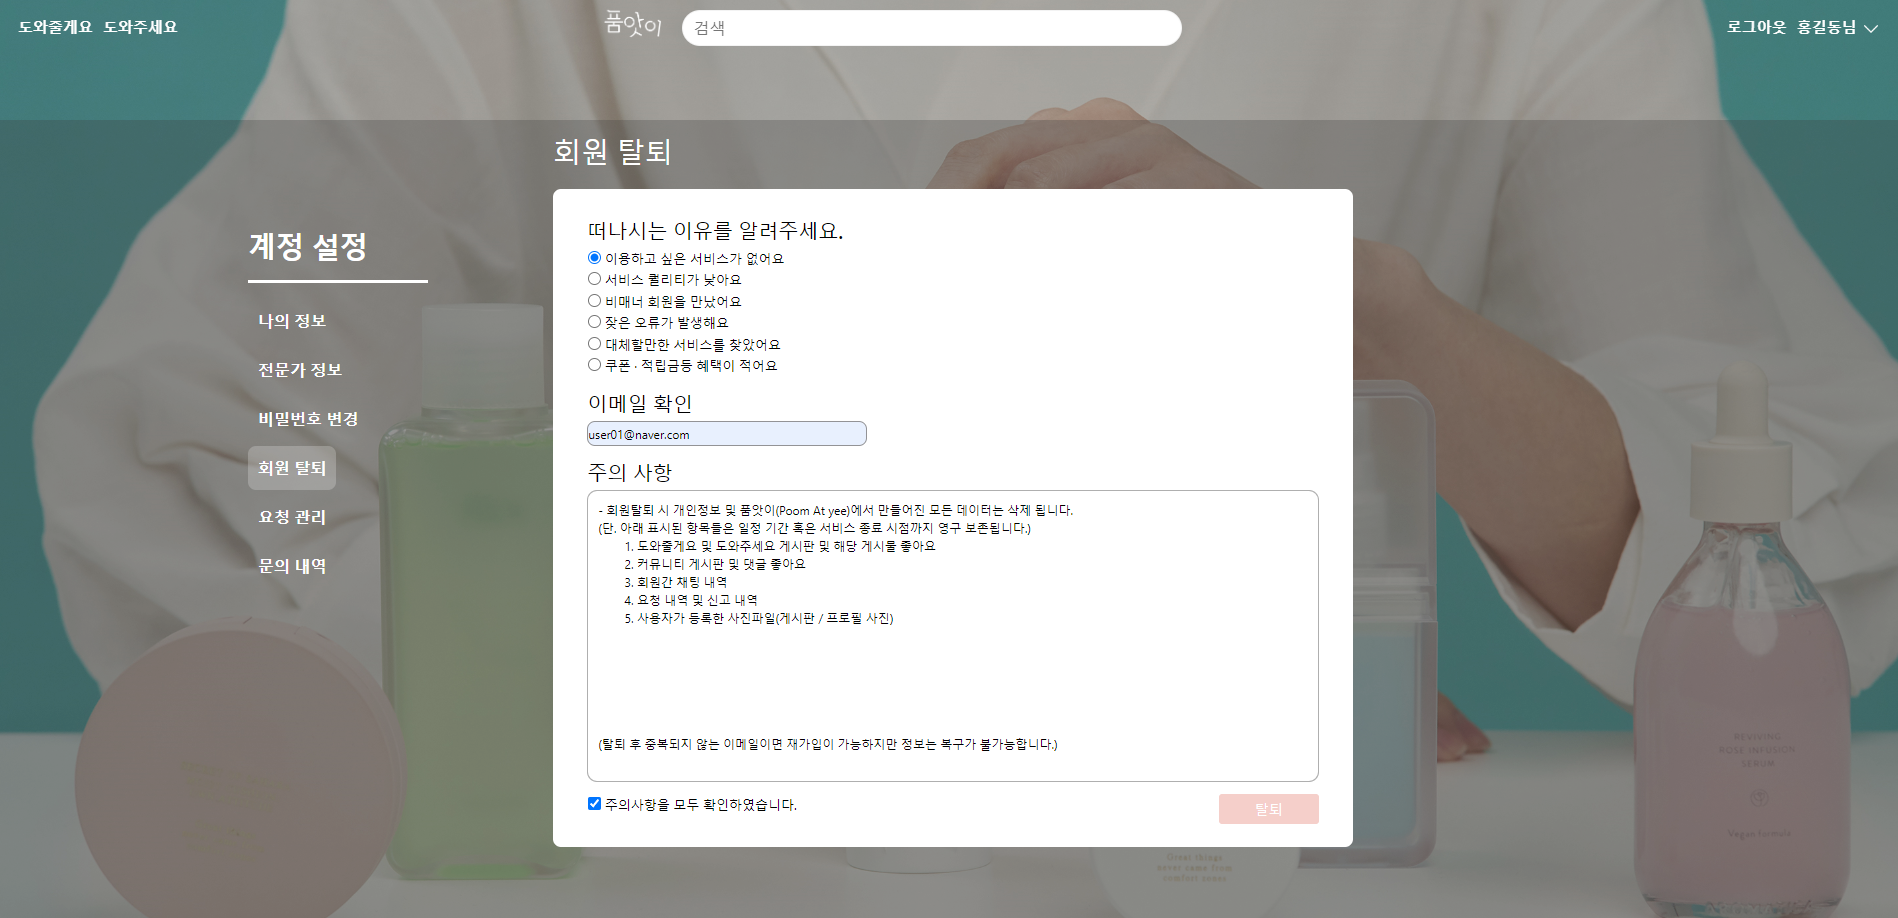 도와줄게요 도와주세요
품앗이
검색
로그아웃 홍길동님
회원 탈퇴
계정 설정
나의 정보
전문가 정보
비밀번호 변경
회원 탈퇴
요청 관리
문의 내역
떠나시는 이유를 알려주세요.
이용하고 싶은 서비스가 없어요
서비스 퀄리티가 낮아요
비매너 회원을 만났어요
잦은 오류가 발생해요
대체할만한 서비스를 찾았어요
쿠폰 · 적립금등 혜택이 적어요
이메일 확인
user01@naver.com
주의 사항
- 회원탈퇴 시 개인정보 및 품앗이(Poom At yee)에서 만들어진 모든 데이터는 삭제 됩니다.
(단, 아래 표시된 항목들은 일정 기간 혹은 서비스 종료 시점까지 영구 보존됩니다.)
1. 도와줄게요 및 도와주세요 게시판 및 해당 게시물 좋아요
2. 커뮤니티 게시판 및 댓글 좋아요
3. 회원간 채팅 내역
4. 요청 내역 및 신고 내역
5. 사용자가 등록한 사진파일(게시판 / 프로필 사진)
(탈퇴 후 중복되지 않는 이메일이면 재가입이 가능하지만 정보는 복구가 불가능합니다.)
주의사항을 모두 확인하였습니다.
탈퇴
REVIVING
ROSE INFUSION
SERUM
Vegan formula
Great things
never came from
comfort zones